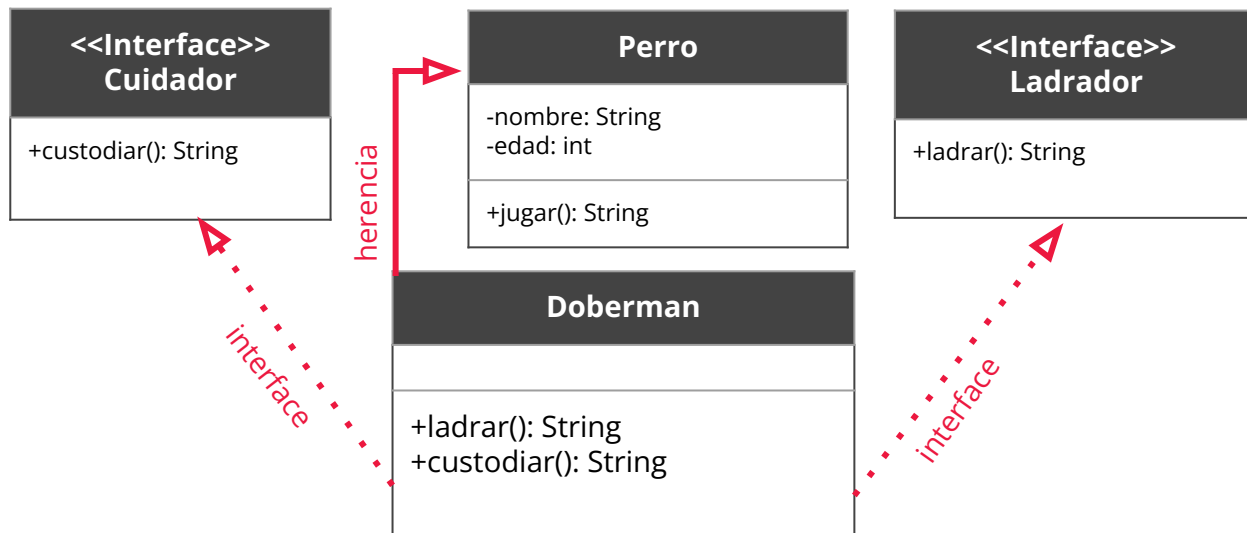 <<Interface>>
Cuidador
+custodiar(): String
Perro
-nombre: String
-edad: int
+jugar(): String
<<Interface>>
Ladrador
+ladrar(): String
herencia
interface
interface
Doberman
+ladrar(): String
+custodiar(): String